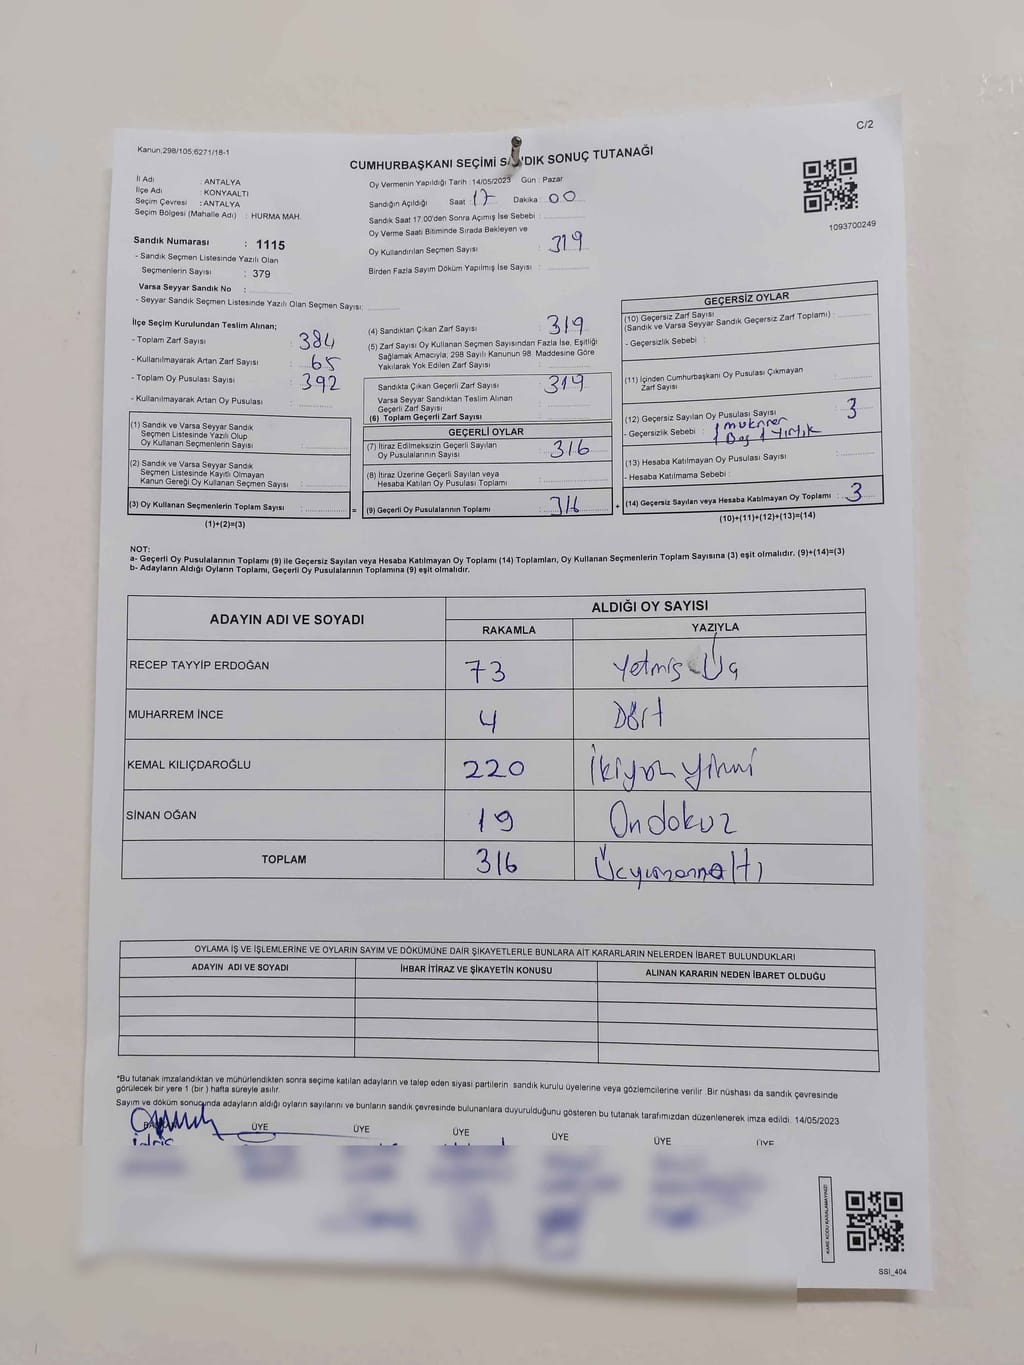 C/2
Kanun;298/105;6271/18-1
CUMHURBAŞKANI SEÇİMİ SANDIK SONUÇ TUTANAĞI
İl Adı : ANTALYA
İlçe Adı : KONYAALTI
Seçim Çevresi : ANTALYA
Seçim Bölgesi (Mahalle Adı) : HURMA MAH.
Oy Vermenin Yapıldığı Tarih : 14/05/2023 Gün : Pazar
Sandığın Açıldığı Saat : 17 Dakika : 00
Sandık Saat 17:00'den Sonra Açımış İse Sebebi :
Oy Verme Saati Bitiminde Sırada Bekleyen ve
Oy Kullandırılan Seçmen Sayısı : 319
Birden Fazla Sayım Döküm Yapılmış İse Sayısı :
1093700249
Sandık Numarası : 1115
- Sandık Seçmen Listesinde Yazılı Olan
Seçmenlerin Sayısı : 379
Varsa Seyyar Sandık No :
- Seyyar Sandık Seçmen Listesinde Yazılı Olan Seçmen Sayısı:
İlçe Seçim Kurulundan Teslim Alınan;
- Toplam Zarf Sayısı : 384
- Kullanılmayarak Artan Zarf Sayısı : 65
- Toplam Oy Pusulası Sayısı : 392
- Kullanılmayarak Artan Oy Pusulası :
(1) Sandık ve Varsa Seyyar Sandık
Seçmen Listesinde Yazılı Olup
Oy Kullanan Seçmenlerin Sayısı :
(2) Sandık ve Varsa Seyyar Sandık
Seçmen Listesinde Kayıtlı Olmayan
Kanun Gereği Oy Kullanan Seçmen Sayısı :
(3) Oy Kullanan Seçmenlerin Toplam Sayısı : =
(1)+(2)=(3)
(4) Sandıktan Çıkan Zarf Sayısı : 319
(5) Zarf Sayısı Oy Kullanan Seçmen Sayısından Fazla İse, Eşitliği
Sağlamak Amacıyla; 298 Sayılı Kanunun 98. Maddesine Göre
Yakılarak Yok Edilen Zarf Sayısı :
Sandıkta Çıkan Geçerli Zarf Sayısı : 319
Varsa Seyyar Sandıktan Teslim Alınan
Geçerli Zarf Sayısı :
(6) Toplam Geçerli Zarf Sayısı :
GEÇERLİ OYLAR
(7) İtiraz Edilmeksizin Geçerli Sayılan
Oy Pusulalarının Sayısı : 316
(8) İtiraz Üzerine Geçerli Sayılan veya
Hesaba Katılan Oy Pusulası Toplamı :
(9) Geçerli Oy Pusulalarının Toplamı : 316 +
GEÇERSİZ OYLAR
(10) Geçersiz Zarf Sayısı
(Sandık ve Varsa Seyyar Sandık Geçersiz Zarf Toplamı) :
- Geçersizlik Sebebi :
(11) İçinden Cumhurbaşkanı Oy Pusulası Çıkmayan
Zarf Sayısı :
(12) Geçersiz Sayılan Oy Pusulası Sayısı : 3
- Geçersizlik Sebebi : 1 mükerrer
1 Boş 1 Yırtık
(13) Hesaba Katılmayan Oy Pusulası Sayısı :
- Hesaba Katılmama Sebebi :
(14) Geçersiz Sayılan veya Hesaba Katılmayan Oy Toplamı : 3
(10)+(11)+(12)+(13)=(14)
NOT:
a- Geçerli Oy Pusulalarının Toplamı (9) ile Geçersiz Sayılan veya Hesaba Katılmayan Oy Toplamı (14) Toplamları, Oy Kullanan Seçmenlerin Toplam Sayısına (3) eşit olmalıdır. (9)+(14)=(3)
b- Adayların Aldığı Oyların Toplamı, Geçerli Oy Pusulalarının Toplamına (9) eşit olmalıdır.
ADAYIN ADI VE SOYADI ALDIĞI OY SAYISI
RAKAMLA YAZIYLA
RECEP TAYYİP ERDOĞAN 73 Yetmiş Üç
MUHARREM İNCE 4 Dört
KEMAL KILIÇDAROĞLU 220 İkiyüz yirmi
SİNAN OĞAN 19 Ondokuz
TOPLAM 316 Üçyüzonaltı
OYLAMA İŞ VE İŞLEMLERİNE VE OYLARIN SAYIM VE DÖKÜMÜNE DAİR ŞİKAYETLERLE BUNLARA AİT KARARLARIN NELERDEN İBARET BULUNDUKLARI
ADAYIN ADI VE SOYADI İHBAR İTİRAZ VE ŞİKAYETİN KONUSU ALINAN KARARIN NEDEN İBARET OLDUĞU
*Bu tutanak imzalandıktan ve mühürlendikten sonra seçime katılan adayların ve talep eden siyasi partilerin sandık kurulu üyelerine veya gözlemcilerine verilir Bir nüshası da sandık çevresinde
görülecek bir yere 1 (bir ) hafta süreyle asılır.
Sayım ve döküm sonucunda adayların aldığı oyların sayılarını ve bunların sandık çevresinde bulunanlara duyurulduğunu gösteren bu tutanak tarafımızdan düzenlenerek imza edildi. 14/05/2023
BAŞKAN ÜYE ÜYE ÜYE ÜYE ÜYE ÜYE
İdris
KARE KODU KARALAMAYINIZ!
SSI_404